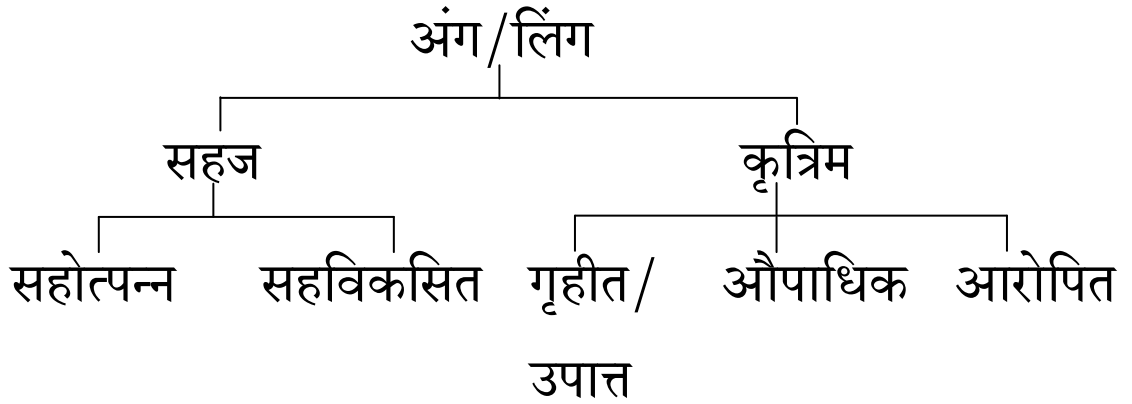 अंग/लिंग
सहज कृत्रिम
सहोत्पन्न सहविकसित गृहीत/ औपाधिक आरोपित
उपात्त